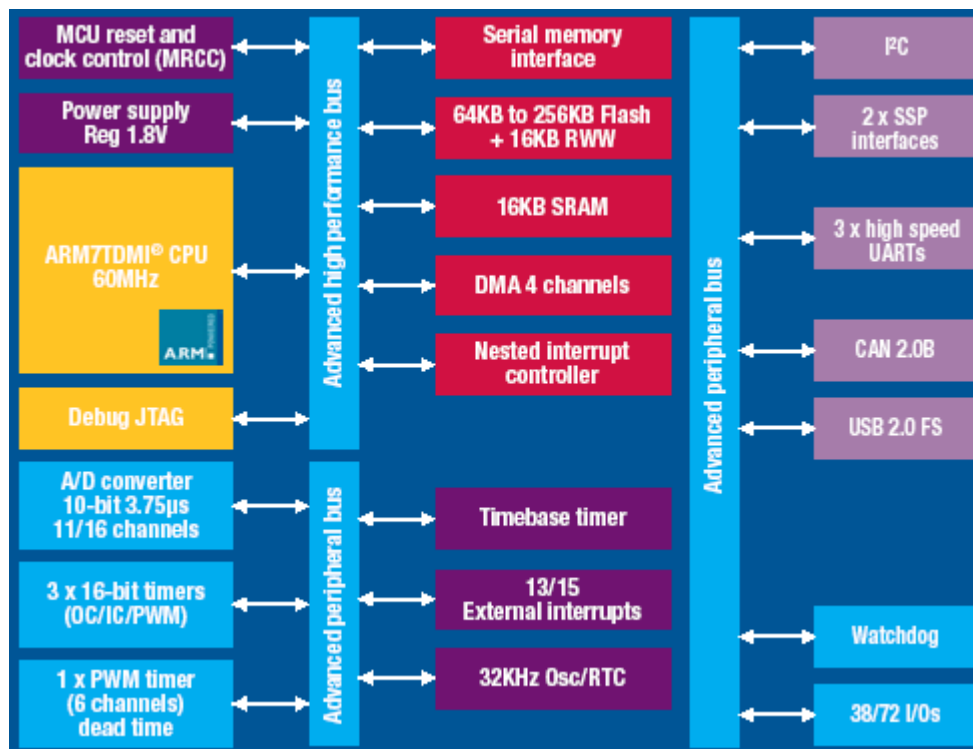 MCU reset and
clock control (MRCC)
Power supply
Reg 1.8V
ARM7TDMI® CPU
60MHz
ARM POWERED
Debug JTAG
A/D converter
10-bit 3.75µs
11/16 channels
3 x 16-bit timers
(OC/IC/PWM)
1 x PWM timer
(6 channels)
dead time
Advanced high performance bus
Advanced peripheral bus
Serial memory
interface
64KB to 256KB Flash
+ 16KB RWW
16KB SRAM
DMA 4 channels
Nested interrupt
controller
Timebase timer
13/15
External interrupts
32KHz Osc/RTC
Advanced peripheral bus
I²C
2 x SSP
interfaces
3 x high speed
UARTs
CAN 2.0B
USB 2.0 FS
Watchdog
38/72 I/Os